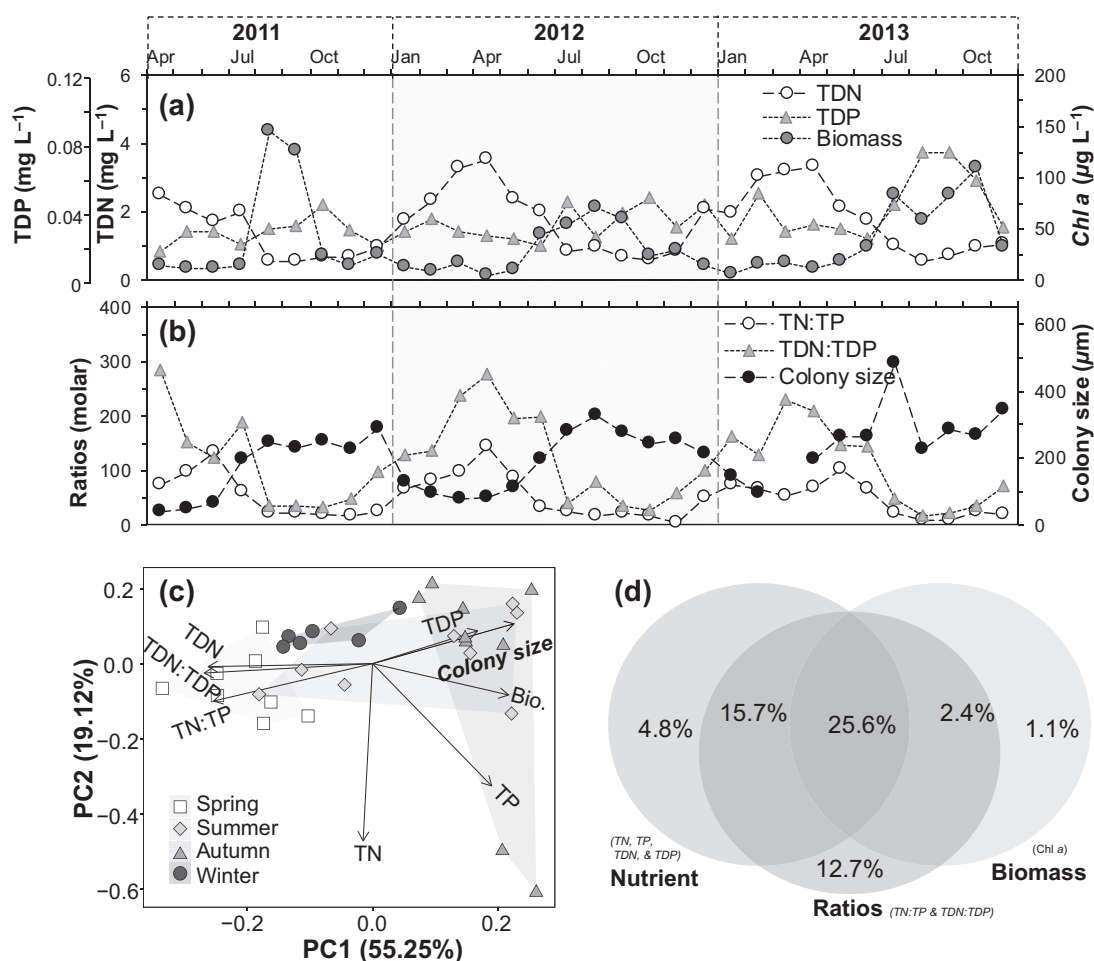 2011 2012 2013
Apr Jul Oct Jan Apr Jul Oct Jan Apr Jul Oct
0.12 6 200
(a)
TDN
TDP
Biomass
150
0.08 4
100
0.04 2
50
0 0 0
TDP (mg L⁻¹)
TDN (mg L⁻¹)
Chl a (µg L⁻¹)
400
(b)
TN:TP
TDN:TDP
Colony size
600
300
400
200
200
100
0 0
Ratios (molar)
Colony size (µm)
(c)
0.2
0.0
−0.2
−0.4
−0.6
PC2 (19.12%)
TDN
TDN:TDP
TN:TP
TDP
Colony size
Bio.
TP
TN
Spring
Summer
Autumn
Winter
−0.2 0.0 0.2
PC1 (55.25%)
(d)
4.8% 15.7% 25.6% 2.4% 1.1%
12.7%
(TN, TP,
TDN, & TDP)
Nutrient
(Chl a)
Biomass
Ratios (TN:TP & TDN:TDP)